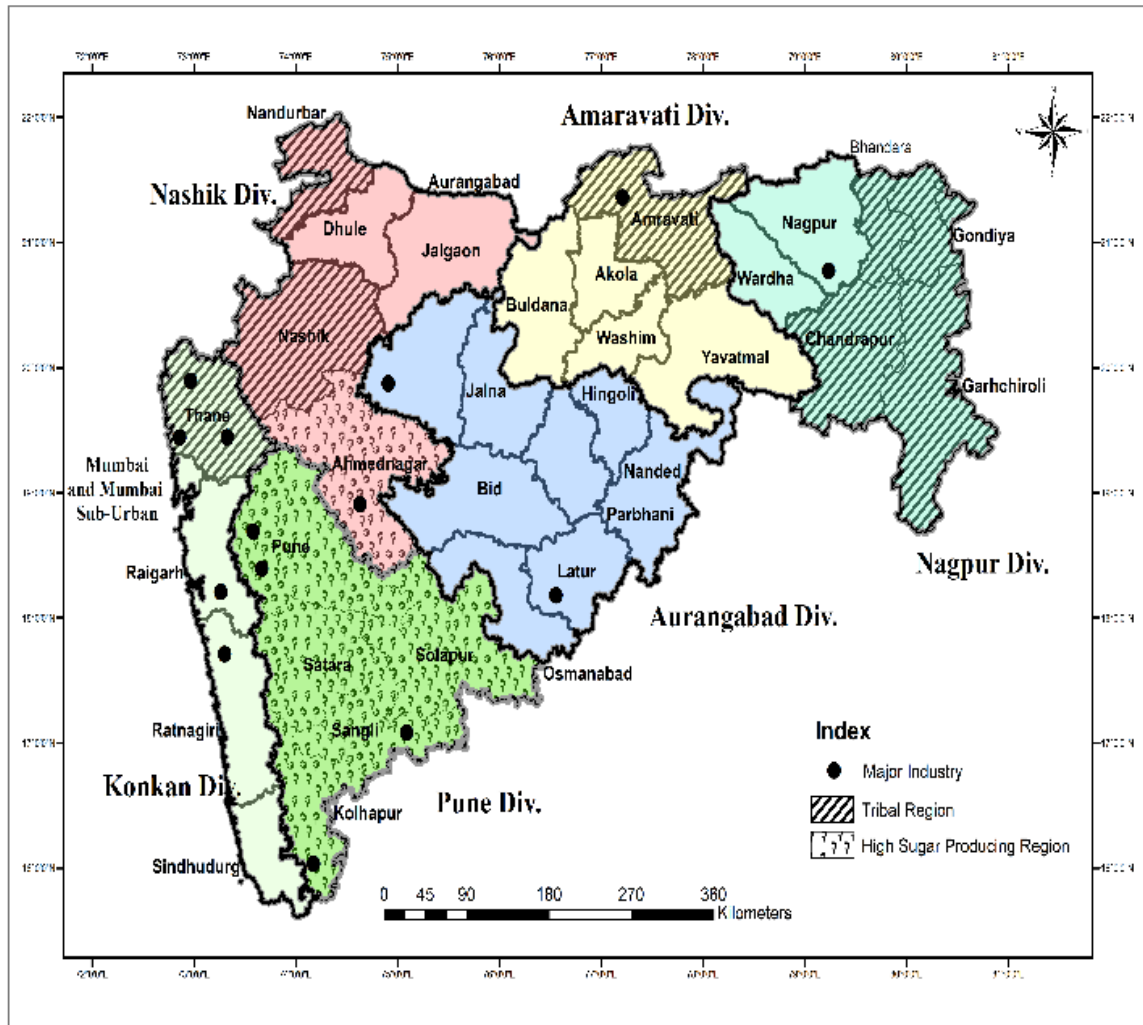 Nandurbar
Amaravati Div.
Bhandara
Nashik Div.
Aurangabad
Dhule
Jalgaon
Amravati
Nagpur
Gondiya
Akola
Wardha
Buldana
Nashik
Washim
Yavatmal
Chandrapur
Jalna
Hingoli
Garhchiroli
Thane
Mumbai
and Mumbai
Sub-Urban
Ahmednagar
Nanded
Bid
Parbhani
Pune
Raigarh
Latur
Nagpur Div.
Aurangabad Div.
Satara
Solapur
Osmanabad
Ratnagiri
Sangli
Index
Major Industry
Konkan Div.
Pune Div.
Kolhapur
Tribal Region
High Sugar Producing Region
Sindhudurg
0 45 90 180 270 360
Kilometers